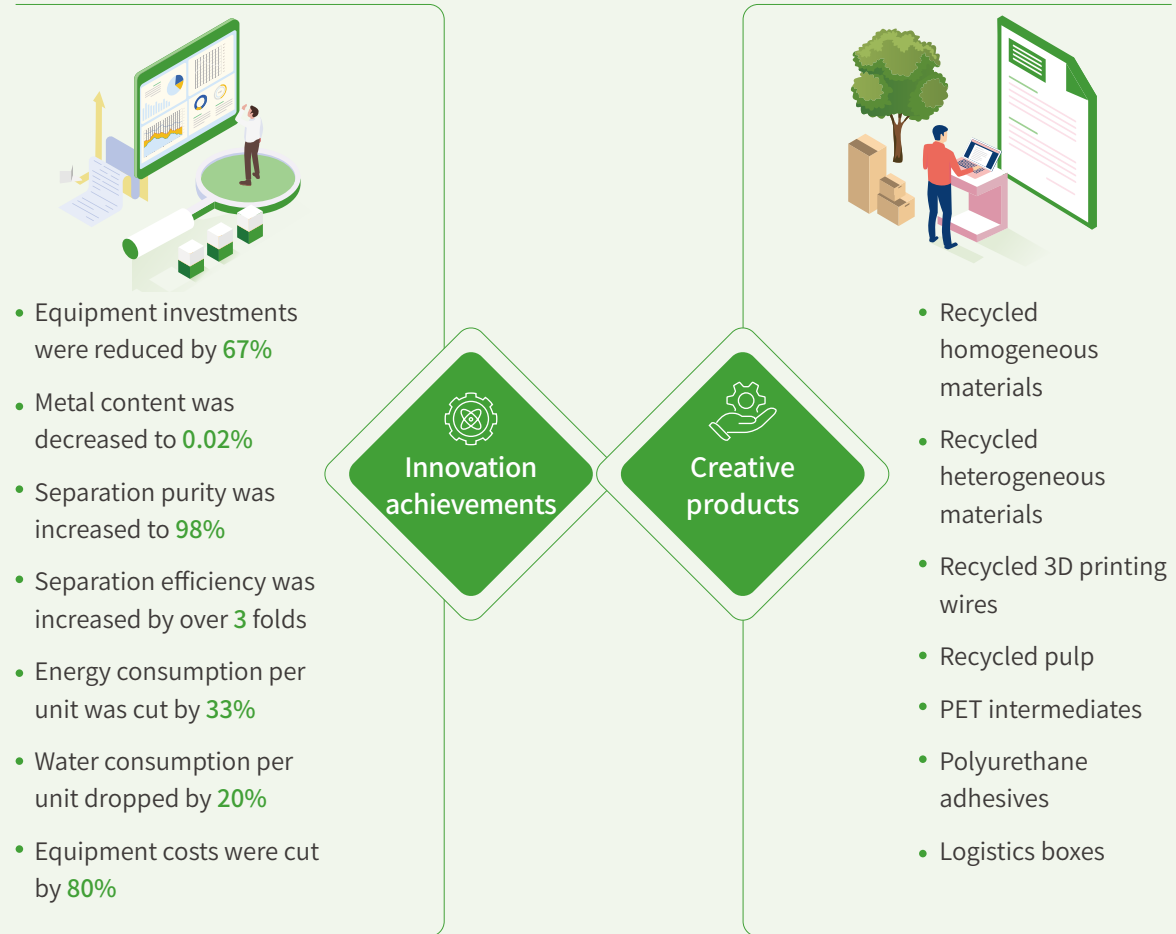 Equipment investments
were reduced by 67%
Metal content was
decreased to 0.02%
Separation purity was
increased to 98%
Separation efficiency was
increased by over 3 folds
Energy consumption per
unit was cut by 33%
Water consumption per
unit dropped by 20%
Equipment costs were cut
by 80%
Innovation
achievements
Creative
products
Recycled
homogeneous
materials
Recycled
heterogeneous
materials
Recycled 3D printing
wires
Recycled pulp
PET intermediates
Polyurethane
adhesives
Logistics boxes